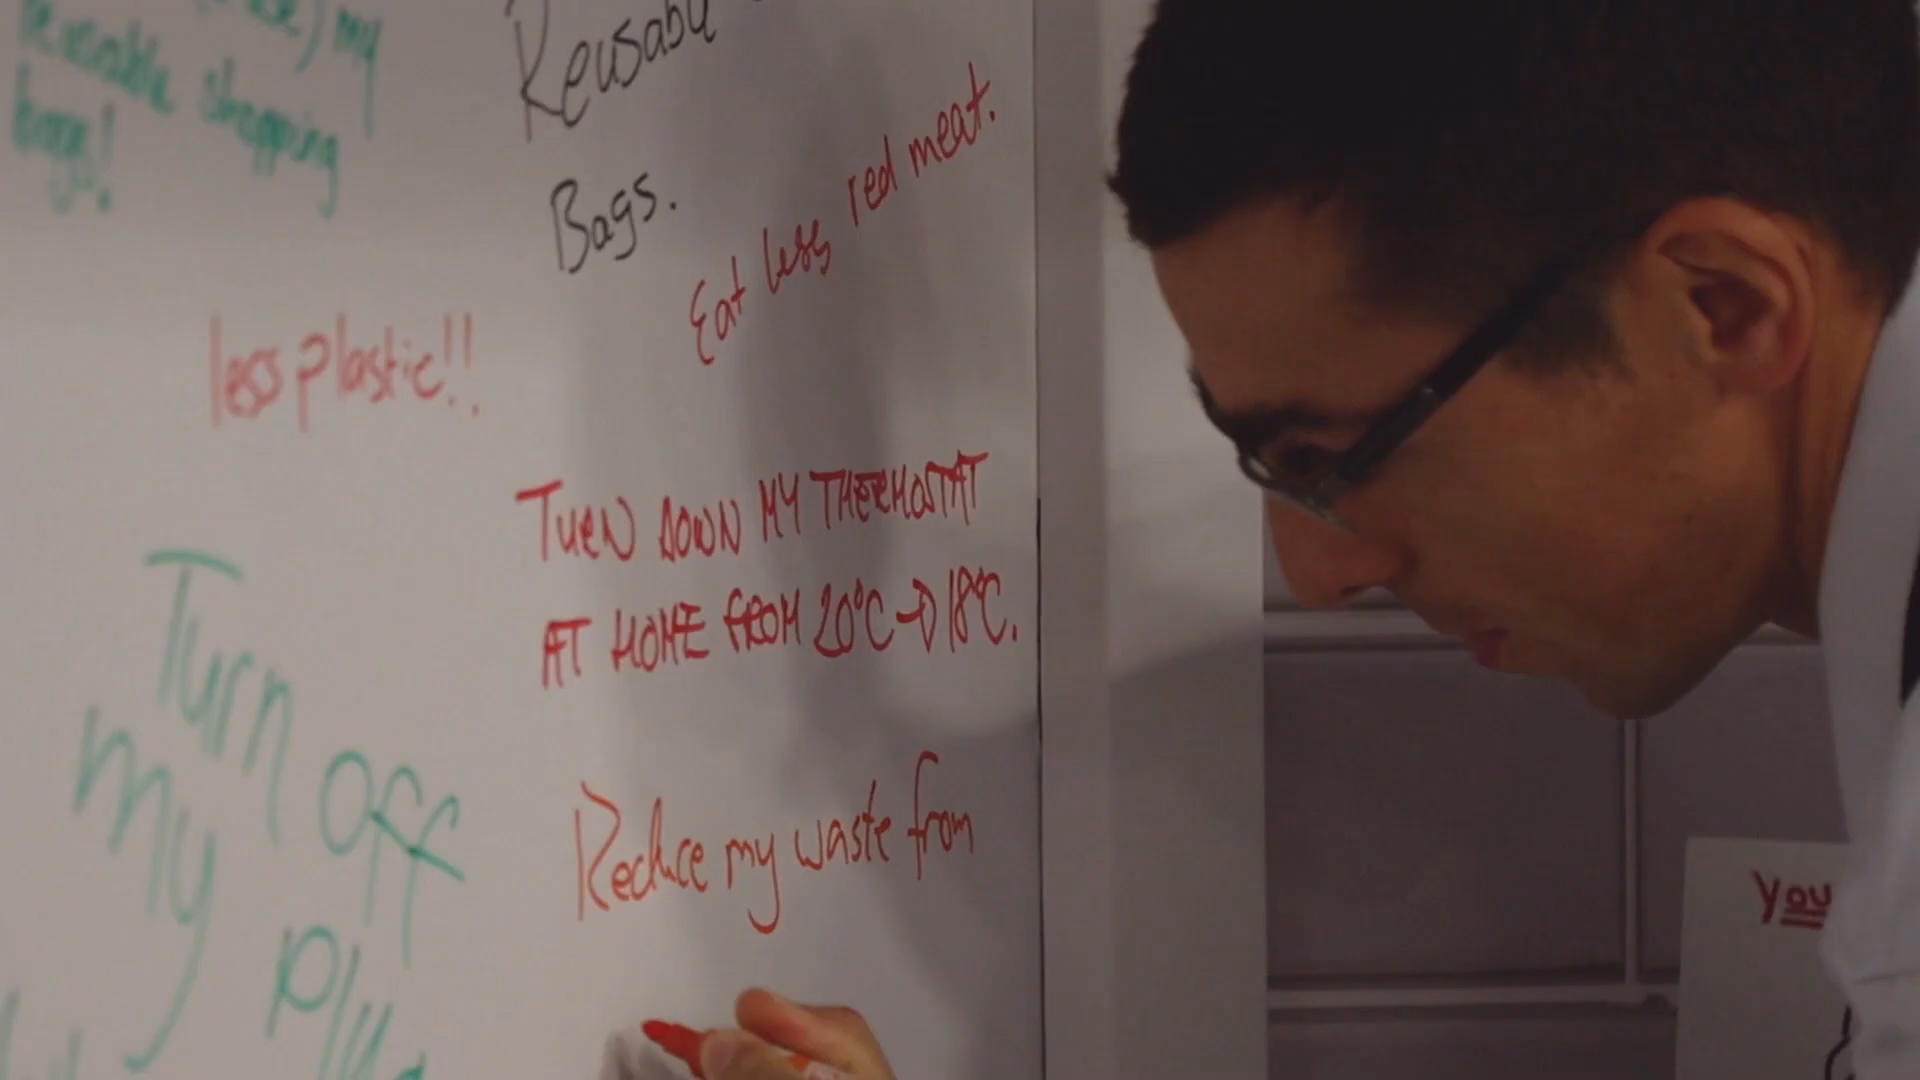 my
reusable shopping
bags!
Reusable
Bags.
Eat less red meat.
less plastic!!
TURN DOWN MY THERMOSTAT
AT HOME FROM 20°C → 18°C.
Turn off
my
Reduce my waste from
You